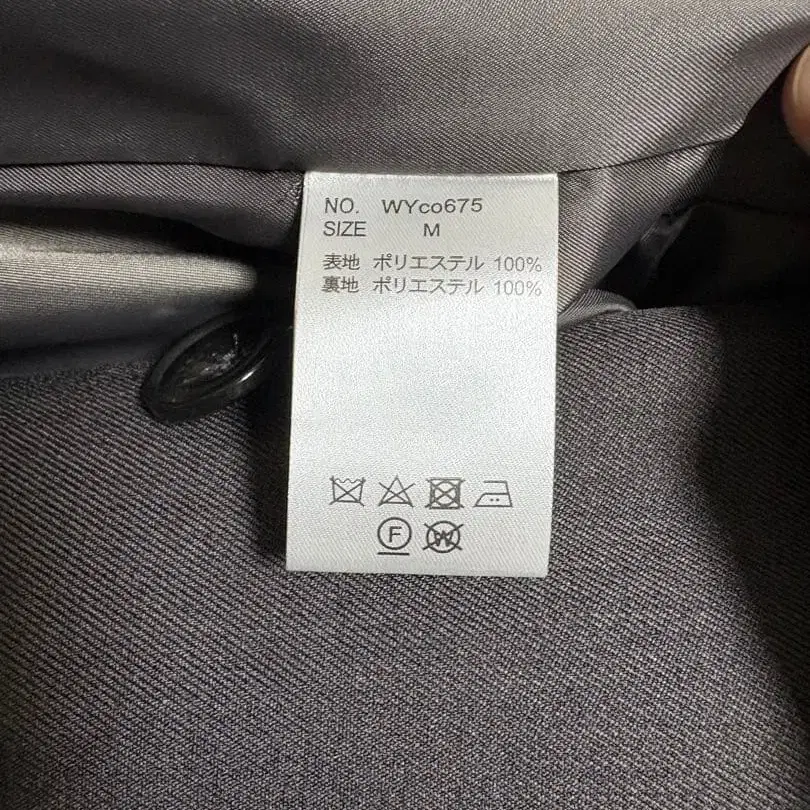 NO. WYco675
SIZE M
表地 ポリエステル 100%
裏地 ポリエステル 100%
F W